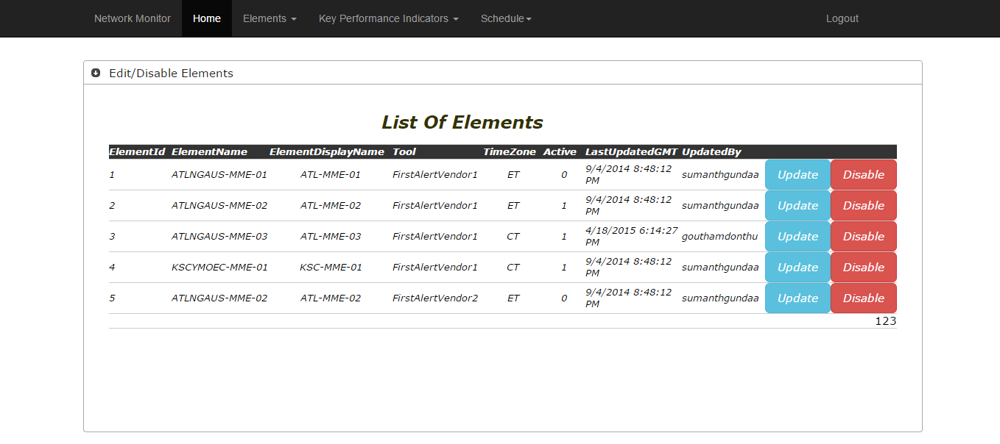 Network Monitor Home Elements Key Performance Indicators Schedule Logout
Edit/Disable Elements
List Of Elements
ElementId ElementName ElementDisplayName Tool TimeZone Active LastUpdatedGMT UpdatedBy
1 ATLNGAUS-MME-01 ATL-MME-01 FirstAlertVendor1 ET 0 9/4/2014 8:48:12 PM sumanthgundaa Update Disable
2 ATLNGAUS-MME-02 ATL-MME-02 FirstAlertVendor1 ET 1 9/4/2014 8:48:12 PM sumanthgundaa Update Disable
3 ATLNGAUS-MME-03 ATL-MME-03 FirstAlertVendor1 CT 1 4/18/2015 6:14:27 PM gouthamdonthu Update Disable
4 KSCYMOEC-MME-01 KSC-MME-01 FirstAlertVendor1 CT 1 9/4/2014 8:48:12 PM sumanthgundaa Update Disable
5 ATLNGAUS-MME-02 ATL-MME-02 FirstAlertVendor2 ET 0 9/4/2014 8:48:12 PM sumanthgundaa Update Disable
123